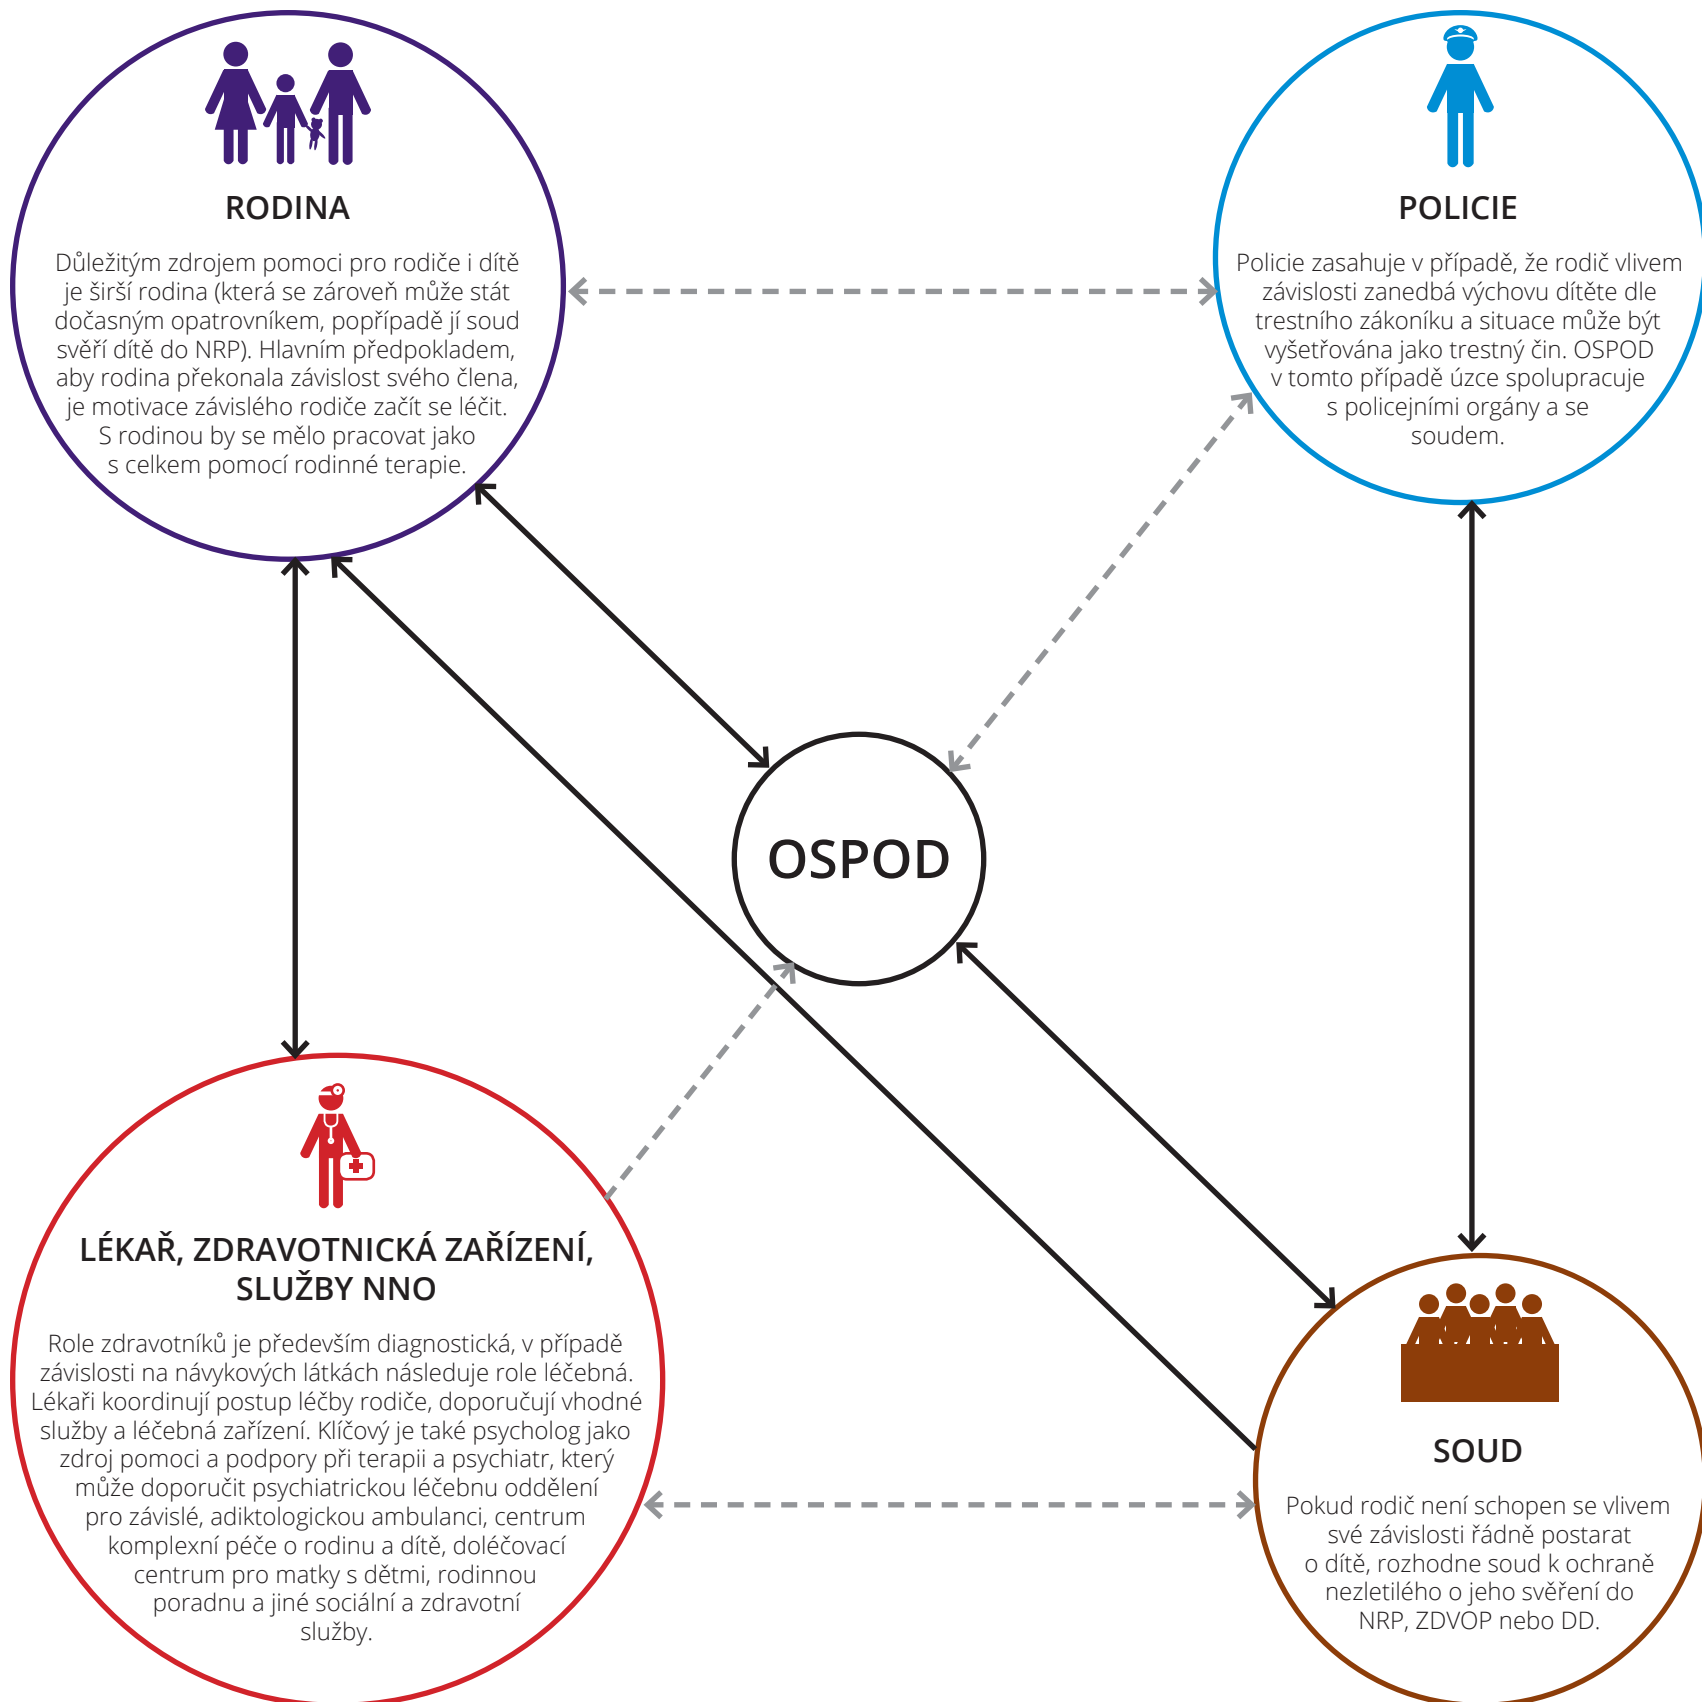 RODINA
Důležitým zdrojem pomoci pro rodiče i dítě
je širší rodina (která se zároveň může stát
dočasným opatrovníkem, popřípadě jí soud
svěří dítě do NRP). Hlavním předpokladem,
aby rodina překonala závislost svého člena,
je motivace závislého rodiče začít se léčit.
S rodinou by se mělo pracovat jako
s celkem pomocí rodinné terapie.
POLICIE
Policie zasahuje v případě, že rodič vlivem
závislosti zanedbá výchovu dítěte dle
trestního zákoníku a situace může být
vyšetřována jako trestný čin. OSPOD
v tomto případě úzce spolupracuje
s policejními orgány a se
soudem.
OSPOD
LÉKAŘ, ZDRAVOTNICKÁ ZAŘÍZENÍ,
SLUŽBY NNO
Role zdravotníků je především diagnostická, v případě
závislosti na návykových látkách následuje role léčebná.
Lékaři koordinují postup léčby rodiče, doporučují vhodné
služby a léčebná zařízení. Klíčový je také psycholog jako
zdroj pomoci a podpory při terapii a psychiatr, který
může doporučit psychiatrickou léčebnu oddělení
pro závislé, adiktologickou ambulanci, centrum
komplexní péče o rodinu a dítě, doléčovací
centrum pro matky s dětmi, rodinnou
poradnu a jiné sociální a zdravotní
služby.
SOUD
Pokud rodič není schopen se vlivem
své závislosti řádně postarat
o dítě, rozhodne soud k ochraně
nezletilého o jeho svěření do
NRP, ZDVOP nebo DD.